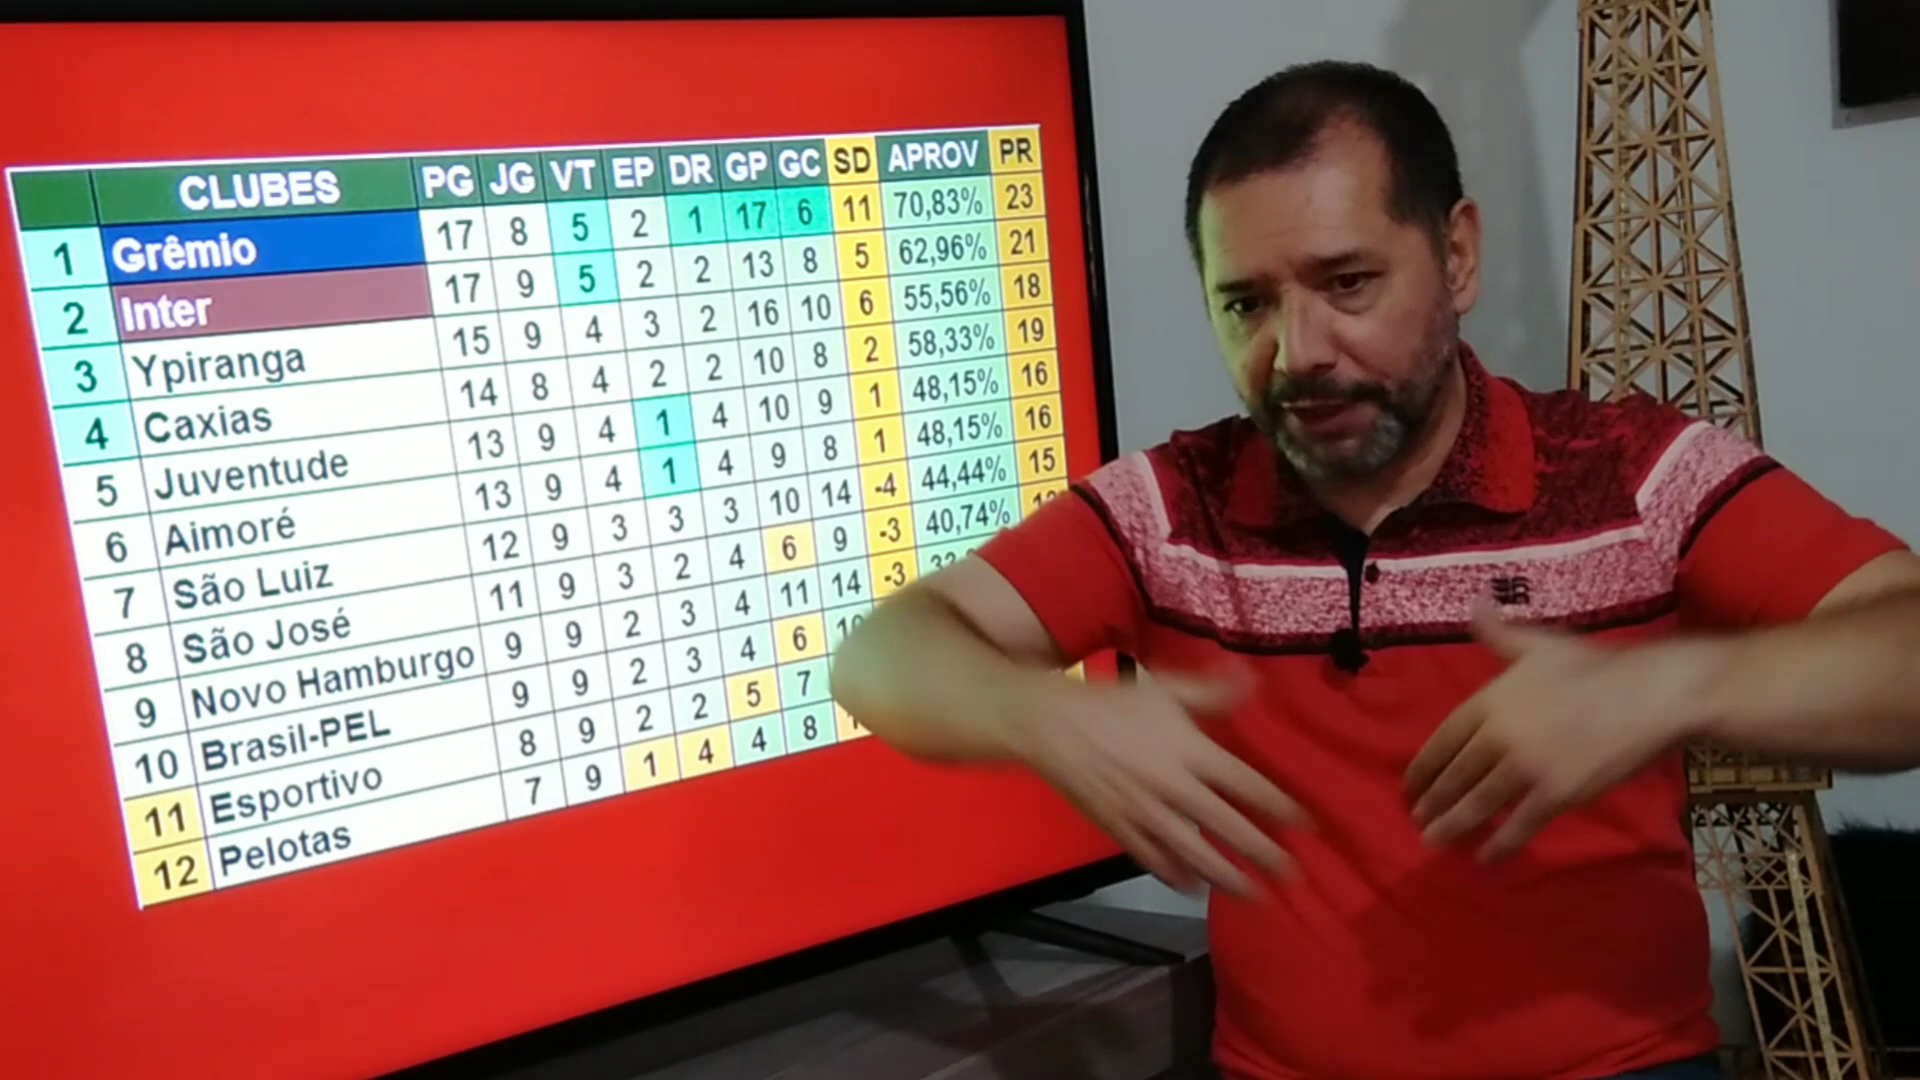 CLUBES PG JG VT EP DR GP GC SD APROV PR
1 Grêmio 17 8 5 2 1 17 6 11 70,83% 23
2 Inter 17 9 5 2 2 13 8 5 62,96% 21
3 Ypiranga 15 9 4 3 2 16 10 6 55,56% 18
4 Caxias 14 8 4 2 2 10 8 2 58,33% 19
5 Juventude 13 9 4 1 4 10 9 1 48,15% 16
6 Aimoré 13 9 4 1 4 9 8 1 48,15% 16
7 São Luiz 12 9 3 3 3 10 14 -4 44,44% 15
8 São José 11 9 3 2 4 6 9 -3 40,74%
9 Novo Hamburgo 9 9 2 3 4 11 14 -3
10 Brasil-PEL 9 9 2 3 4 6
11 Esportivo 8 9 2 2 5 7
12 Pelotas 7 9 1 4 4 8